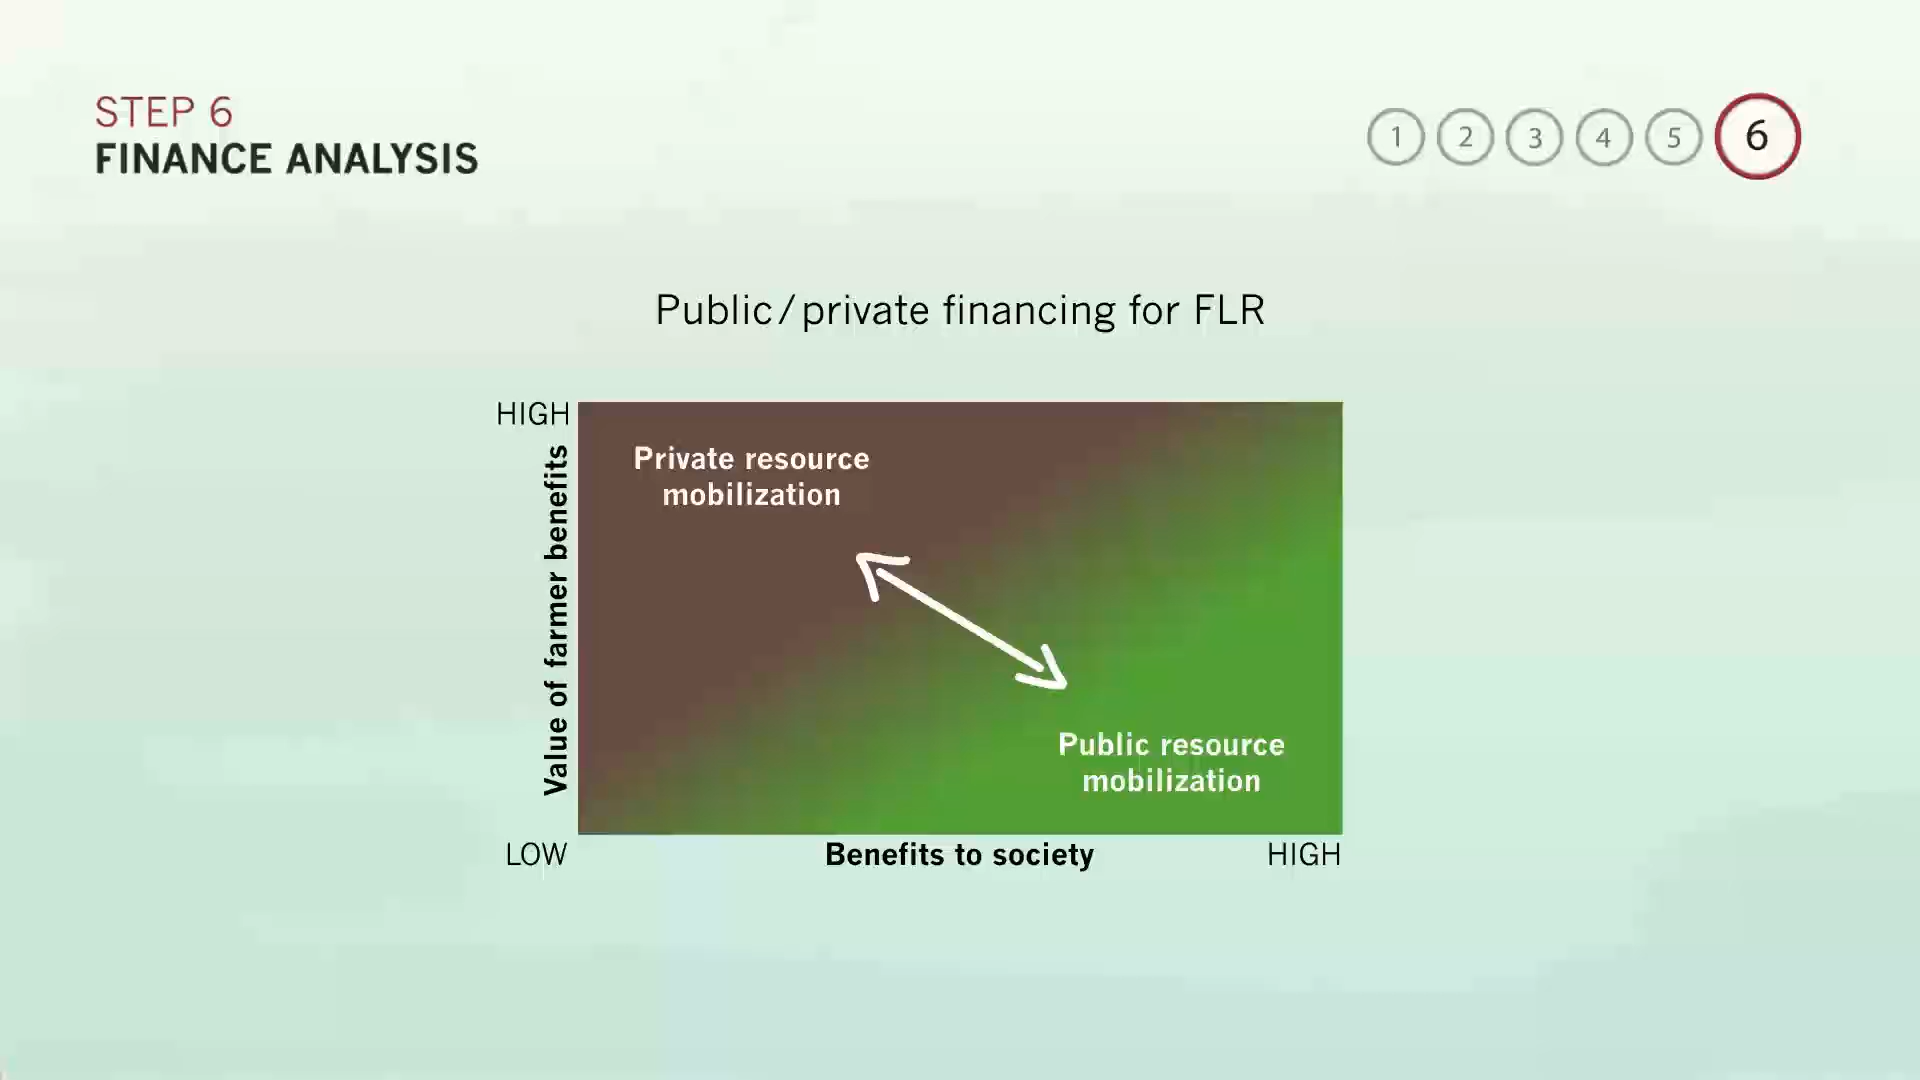 STEP 6
FINANCE ANALYSIS
1 2 3 4 5 6
Public/private financing for FLR
HIGH
Value of farmer benefits
Private resource
mobilization
Public resource
mobilization
LOW
Benefits to society
HIGH